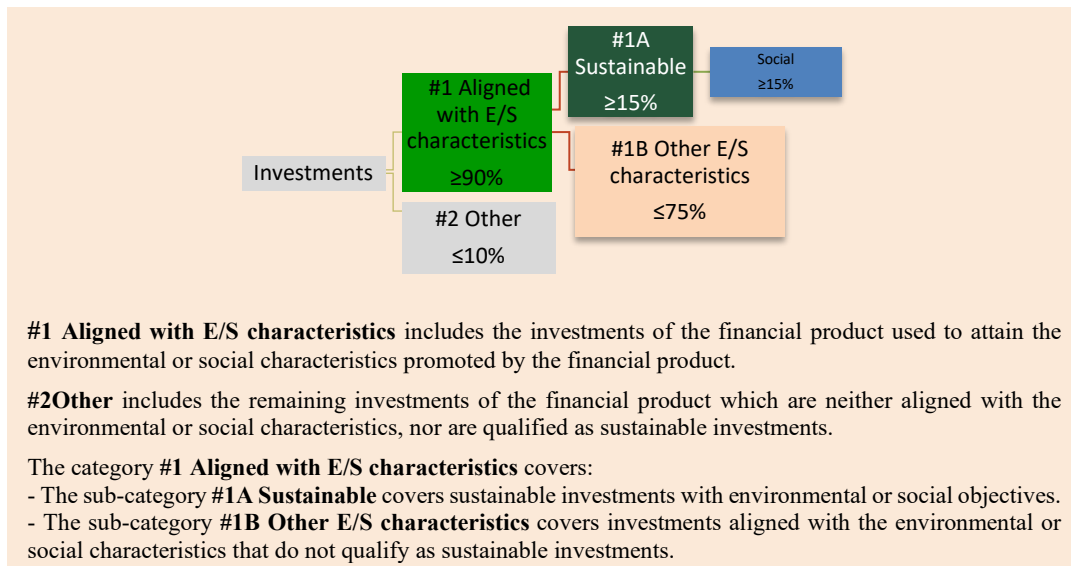 #1A
Sustainable
≥15%
Social
≥15%
#1 Aligned
with E/S
characteristics
≥90%
#1B Other E/S
characteristics
≤75%
Investments
#2 Other
≤10%
#1 Aligned with E/S characteristics includes the investments of the financial product used to attain the
environmental or social characteristics promoted by the financial product.
#2Other includes the remaining investments of the financial product which are neither aligned with the
environmental or social characteristics, nor are qualified as sustainable investments.
The category #1 Aligned with E/S characteristics covers:
- The sub-category #1A Sustainable covers sustainable investments with environmental or social objectives.
- The sub-category #1B Other E/S characteristics covers investments aligned with the environmental or
social characteristics that do not qualify as sustainable investments.